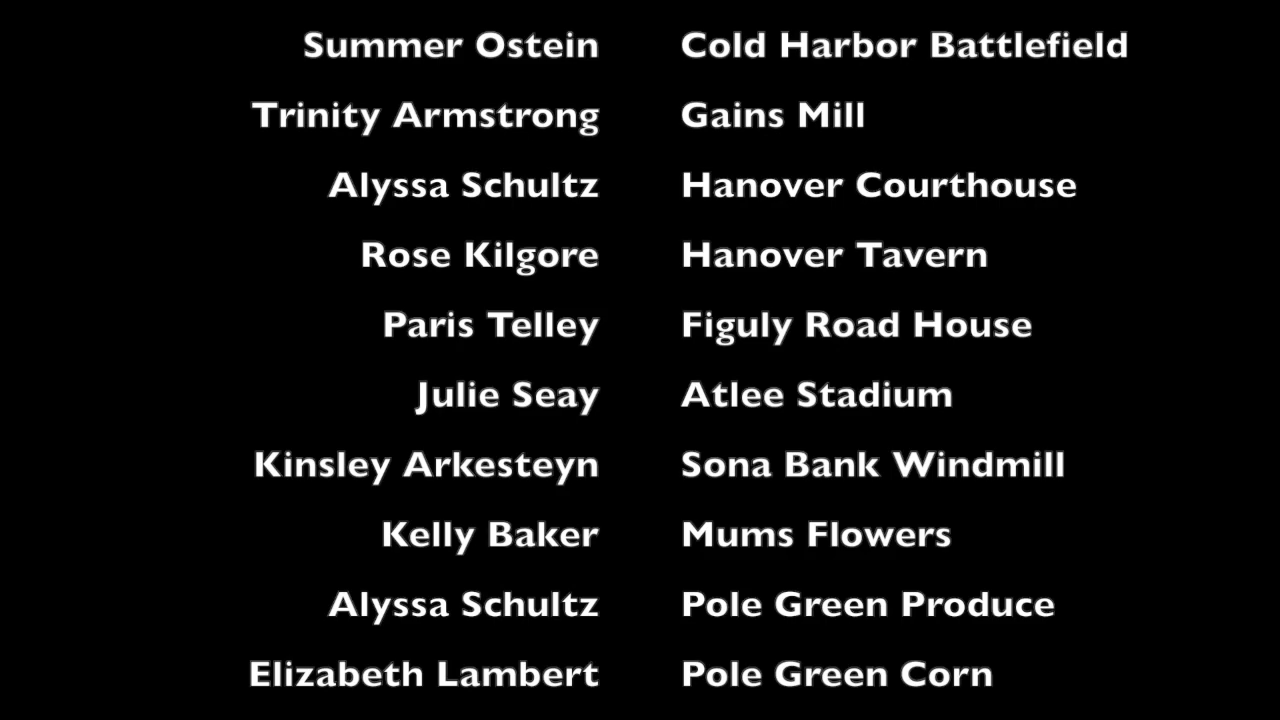 Summer Ostein Cold Harbor Battlefield
Trinity Armstrong Gains Mill
Alyssa Schultz Hanover Courthouse
Rose Kilgore Hanover Tavern
Paris Telley Figuly Road House
Julie Seay Atlee Stadium
Kinsley Arkesteyn Sona Bank Windmill
Kelly Baker Mums Flowers
Alyssa Schultz Pole Green Produce
Elizabeth Lambert Pole Green Corn